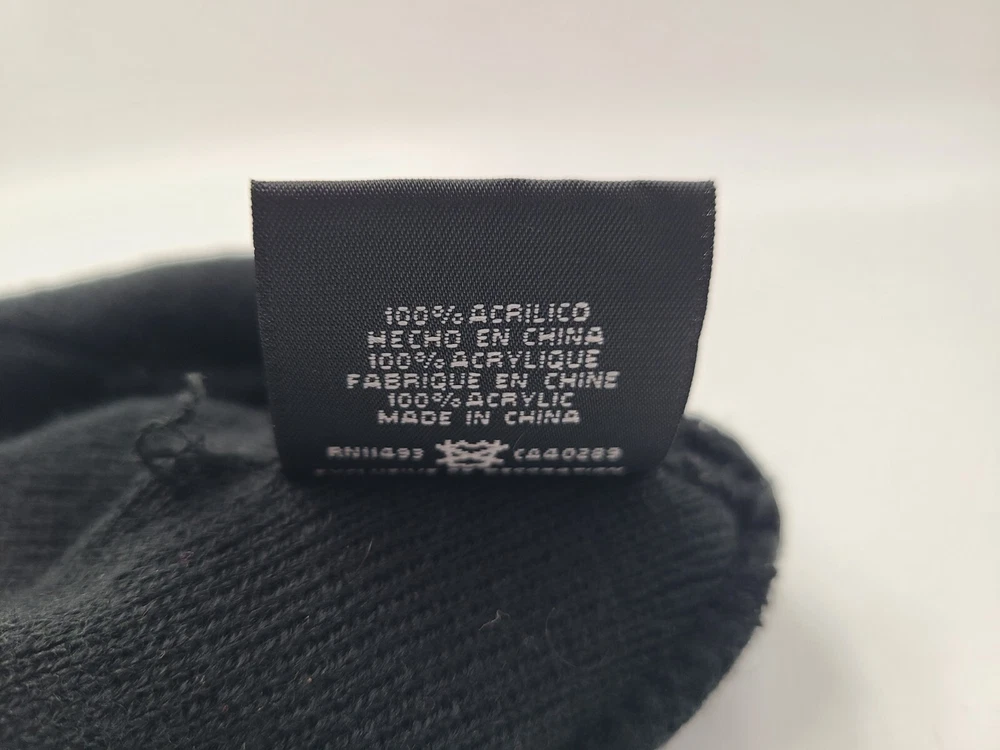 100% ACRILICO
HECHO EN CHINA
100% ACRYLIQUE
FABRIQUE EN CHINE
100% ACRYLIC
MADE IN CHINA
RN11493 CA40289